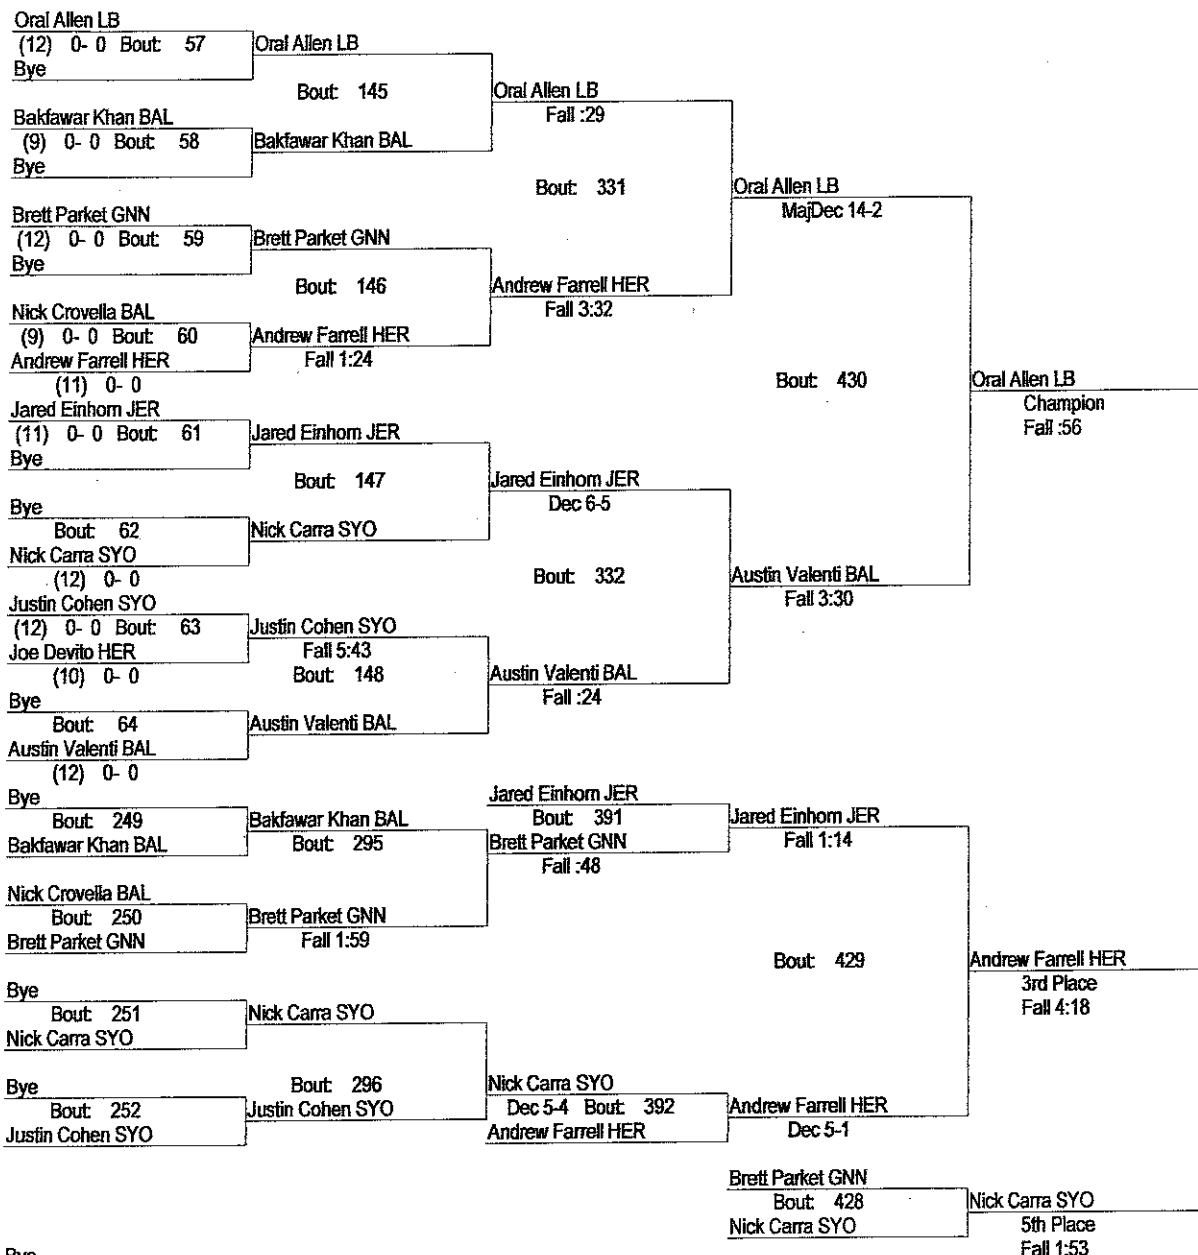 Oral Allen LB
(12) 0- 0 Bout: 57
Bye
Oral Allen LB
Bout: 145
Bakfawar Khan BAL
(9) 0- 0 Bout: 58
Bye
Bakfawar Khan BAL
Oral Allen LB
Fall :29
Bout: 331
Brett Parket GNN
(12) 0- 0 Bout: 59
Bye
Brett Parket GNN
Bout: 146
Nick Crovella BAL
(9) 0- 0 Bout: 60
Andrew Farrell HER
(11) 0- 0
Andrew Farrell HER
Fall 1:24
Andrew Farrell HER
Fall 3:32
Oral Allen LB
MajDec 14-2
Bout: 430
Jared Einhorn JER
(11) 0- 0 Bout: 61
Bye
Jared Einhorn JER
Bout: 147
Bye
Bout: 62
Nick Carra SYO
(12) 0- 0
Nick Carra SYO
Jared Einhorn JER
Dec 6-5
Bout: 332
Justin Cohen SYO
(12) 0- 0 Bout: 63
Joe Devito HER
(10) 0- 0
Justin Cohen SYO
Fall 5:43
Bout: 148
Bye
Bout: 64
Austin Valenti BAL
(12) 0- 0
Austin Valenti BAL
Austin Valenti BAL
Fall :24
Austin Valenti BAL
Fall 3:30
Oral Allen LB
Champion
Fall :56
Bye
Bout: 249
Bakfawar Khan BAL
Bakfawar Khan BAL
Bout: 295
Nick Crovella BAL
Bout: 250
Brett Parket GNN
Brett Parket GNN
Fall 1:59
Jared Einhorn JER
Bout: 391
Brett Parket GNN
Fall :48
Jared Einhorn JER
Fall 1:14
Bout: 429
Bye
Bout: 251
Nick Carra SYO
Nick Carra SYO
Bout: 296
Bye
Bout: 252
Justin Cohen SYO
Justin Cohen SYO
Nick Carra SYO
Dec 5-4 Bout: 392
Andrew Farrell HER
Andrew Farrell HER
Dec 5-1
Andrew Farrell HER
3rd Place
Fall 4:18
Brett Parket GNN
Bout: 428
Nick Carra SYO
Nick Carra SYO
5th Place
Fall 1:53
Bye